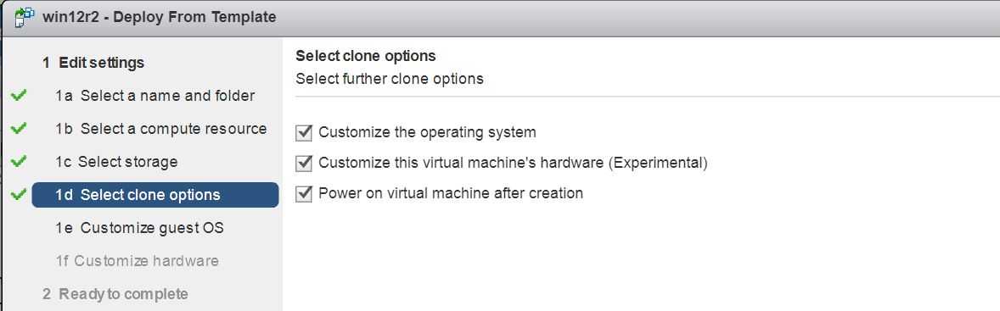 win12r2 - Deploy From Template
1 Edit settings
1a Select a name and folder
1b Select a compute resource
1c Select storage
1d Select clone options
1e Customize guest OS
1f Customize hardware
2 Ready to complete
Select clone options
Select further clone options
Customize the operating system
Customize this virtual machine's hardware (Experimental)
Power on virtual machine after creation